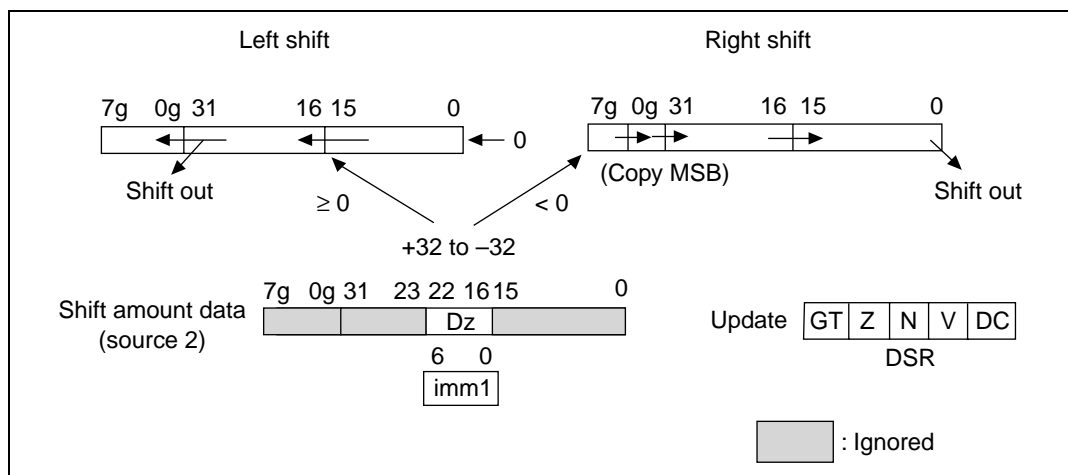 Left shift Right shift
7g 0g 31 16 15 0 7g 0g 31 16 15 0
0
(Copy MSB)
Shift out Shift out
≥ 0 < 0
+32 to –32
7g 0g 31 23 22 16 15 0
Shift amount data
(source 2)
Dz
6 0
imm1
Update GT Z N V DC
DSR
: Ignored